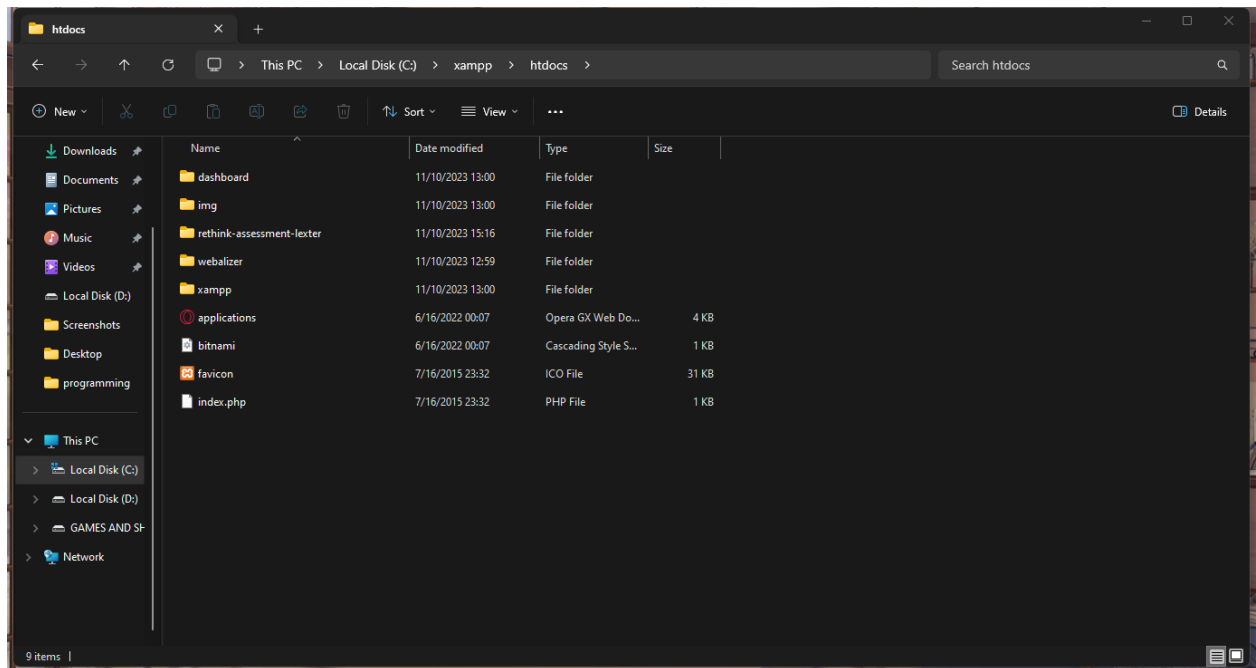 htdocs
This PC > Local Disk (C:) > xampp > htdocs >
Search htdocs
New
Sort
View
Details
Downloads
Documents
Pictures
Music
Videos
Local Disk (D:)
Screenshots
Desktop
programming
This PC
Local Disk (C:)
Local Disk (D:)
GAMES AND SH
Network
Name Date modified Type Size
dashboard 11/10/2023 13:00 File folder
img 11/10/2023 13:00 File folder
rethink-assessment-lexter 11/10/2023 15:16 File folder
webalizer 11/10/2023 12:59 File folder
xampp 11/10/2023 13:00 File folder
applications 6/16/2022 00:07 Opera GX Web Do... 4 KB
bitnami 6/16/2022 00:07 Cascading Style S... 1 KB
favicon 7/16/2015 23:32 ICO File 31 KB
index.php 7/16/2015 23:32 PHP File 1 KB
9 items